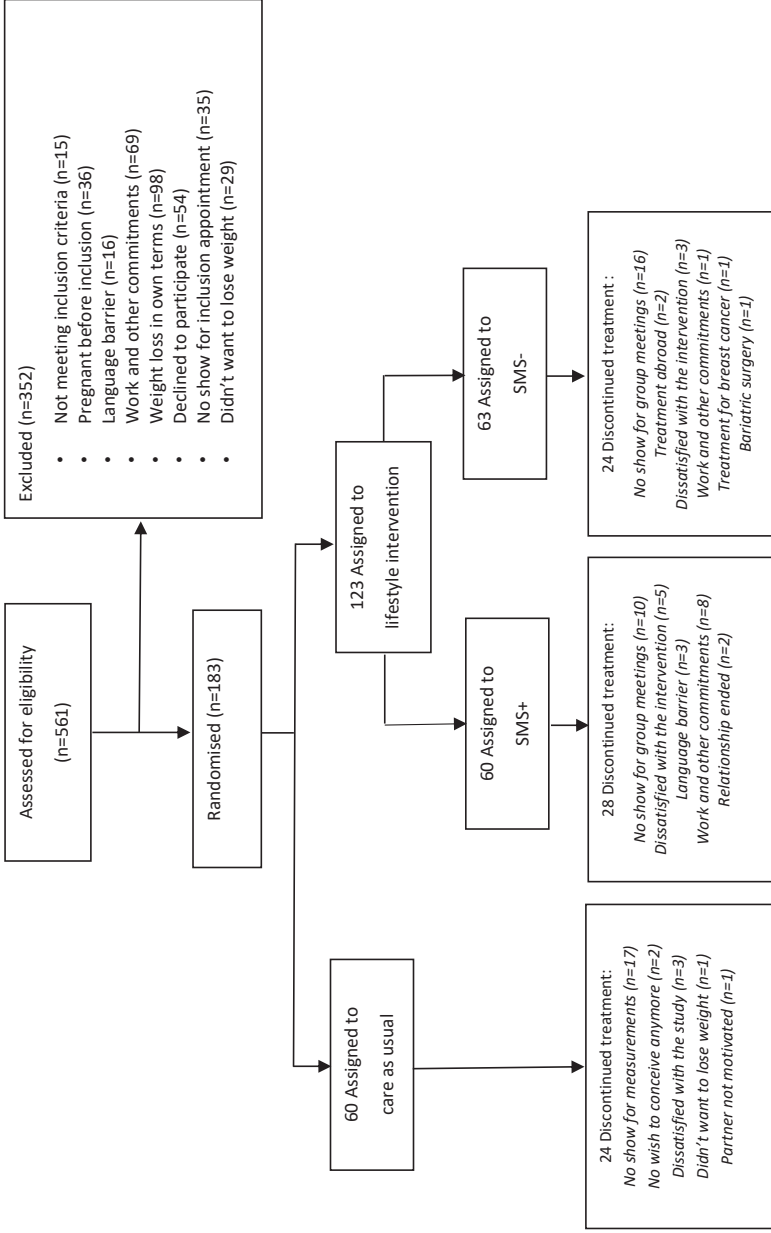 Assessed for eligibility
(n=561)
Excluded (n=352)
• Not meeting inclusion criteria (n=15)
• Pregnant before inclusion (n=36)
• Language barrier (n=16)
• Work and other commitments (n=69)
• Weight loss in own terms (n=98)
• Declined to participate (n=54)
• No show for inclusion appointment (n=35)
• Didn't want to lose weight (n=29)
Randomised (n=183)
60 Assigned to
care as usual
123 Assigned to
lifestyle intervention
60 Assigned to
SMS+
63 Assigned to
SMS-
24 Discontinued treatment:
No show for measurements (n=17)
No wish to conceive anymore (n=2)
Dissatisfied with the study (n=3)
Didn't want to lose weight (n=1)
Partner not motivated (n=1)
28 Discontinued treatment:
No show for group meetings (n=10)
Dissatisfied with the intervention (n=5)
Language barrier (n=3)
Work and other commitments (n=8)
Relationship ended (n=2)
24 Discontinued treatment :
No show for group meetings (n=16)
Treatment abroad (n=2)
Dissatisfied with the intervention (n=3)
Work and other commitments (n=1)
Treatment for breast cancer (n=1)
Bariatric surgery (n=1)